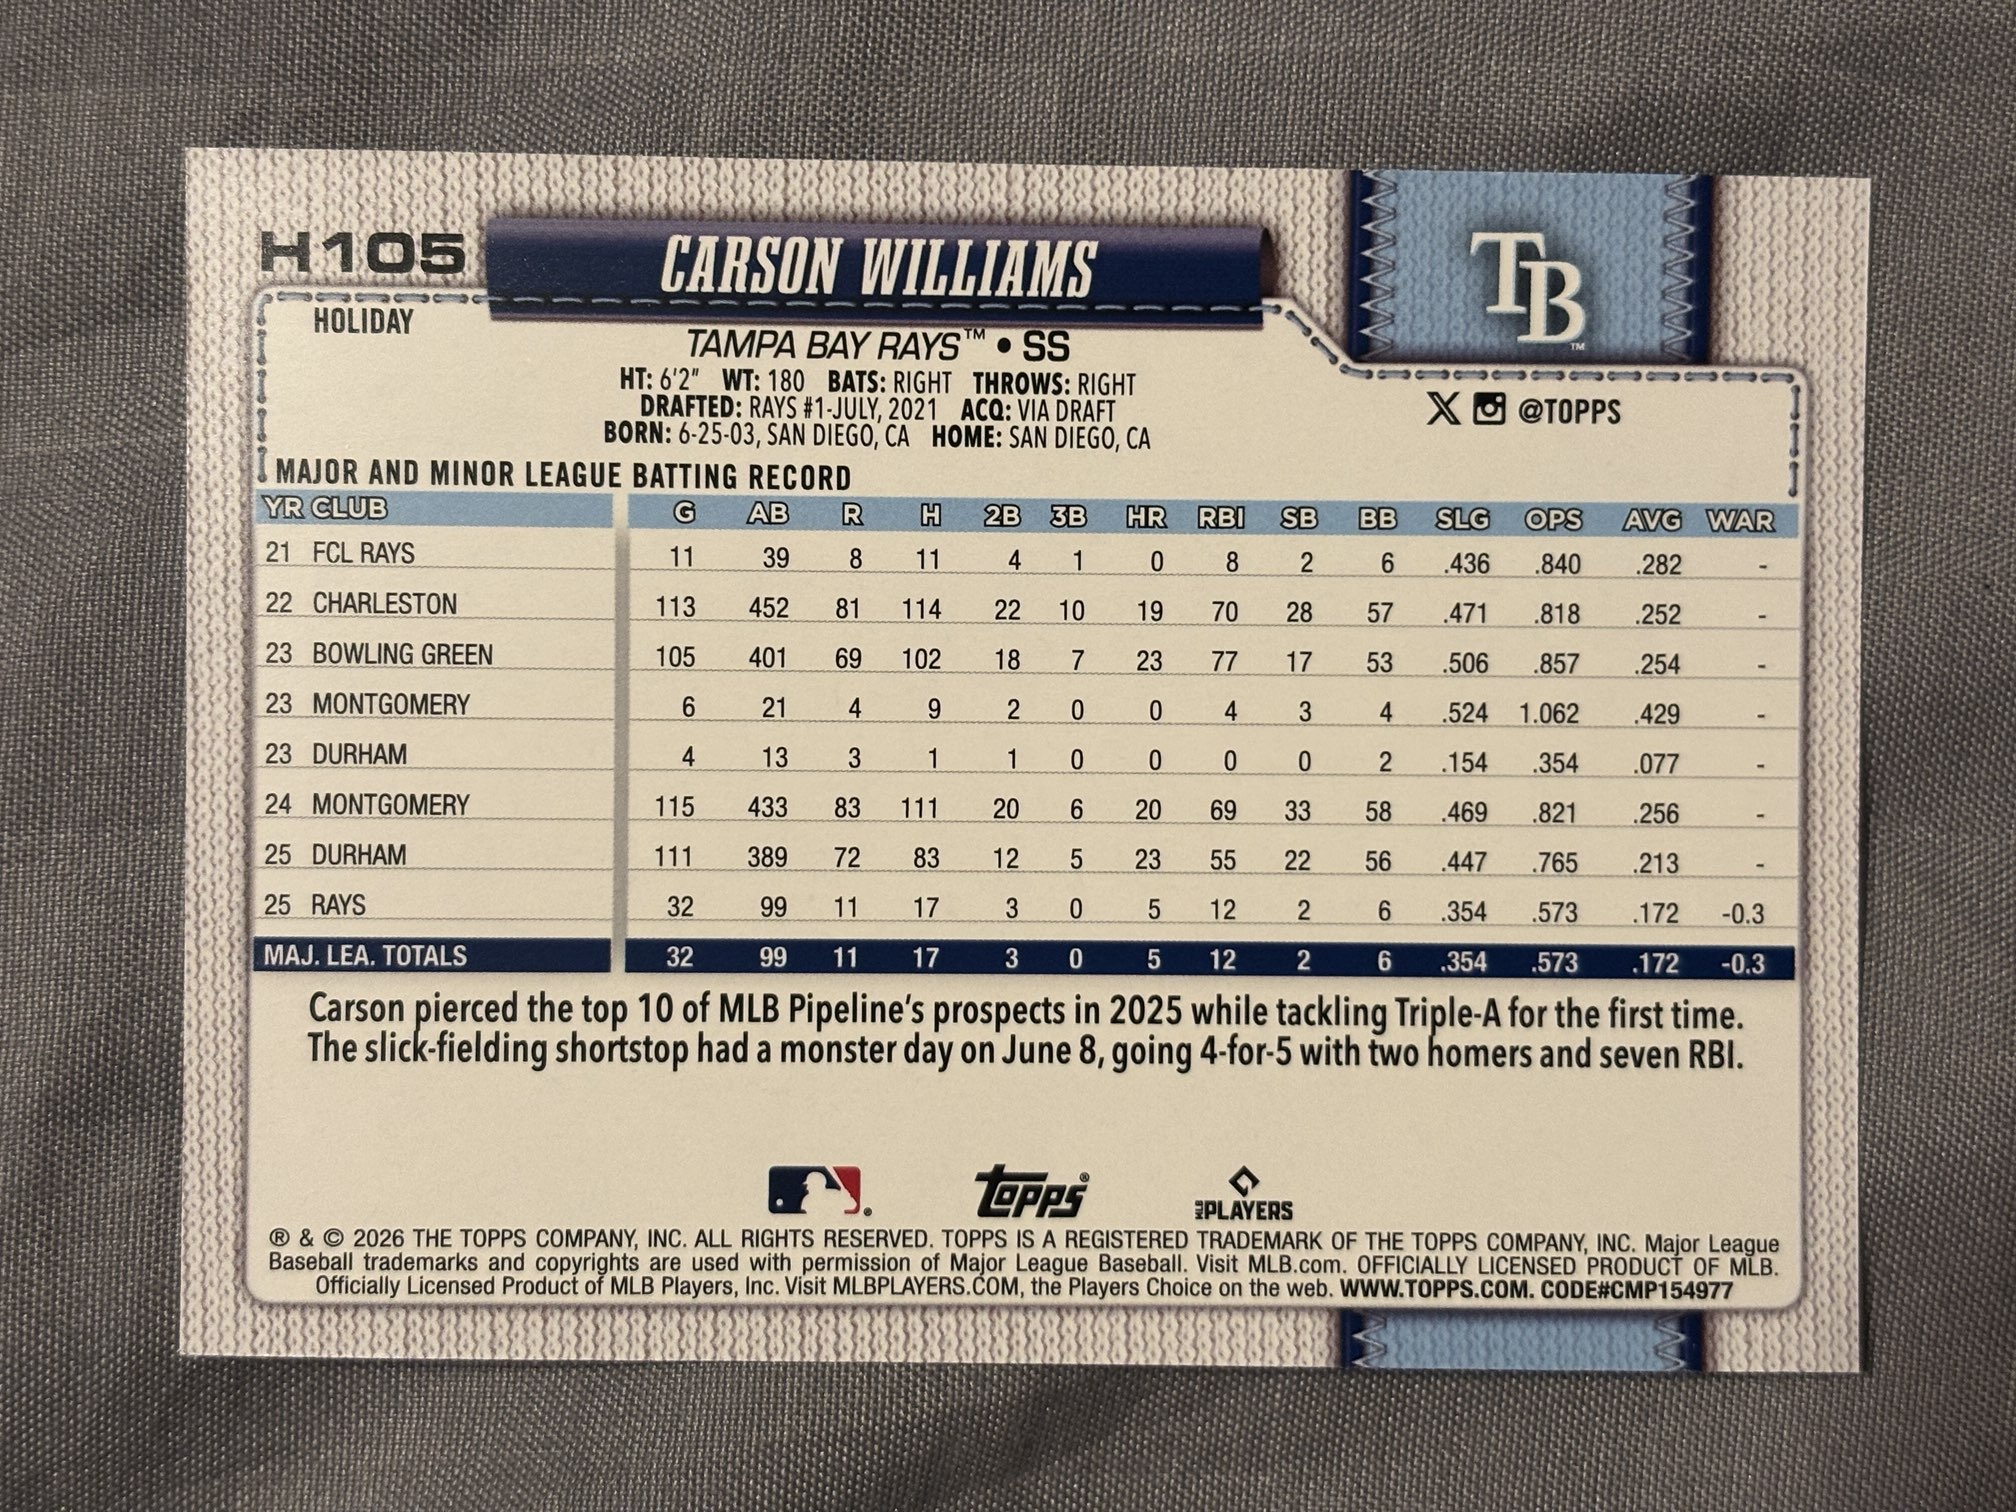 H105
CARSON WILLIAMS
TB™
HOLIDAY
TAMPA BAY RAYS™ • SS
HT: 6'2" WT: 180 BATS: RIGHT THROWS: RIGHT
DRAFTED: RAYS #1-JULY, 2021 ACQ: VIA DRAFT
BORN: 6-25-03, SAN DIEGO, CA HOME: SAN DIEGO, CA
X @TOPPS
MAJOR AND MINOR LEAGUE BATTING RECORD
YR CLUB G AB R H 2B 3B HR RBI SB BB SLG OPS AVG WAR
21 FCL RAYS 11 39 8 11 4 1 0 8 2 6 .436 .840 .282 -
22 CHARLESTON 113 452 81 114 22 10 19 70 28 57 .471 .818 .252 -
23 BOWLING GREEN 105 401 69 102 18 7 23 77 17 53 .506 .857 .254 -
23 MONTGOMERY 6 21 4 9 2 0 0 4 3 4 .524 1.062 .429 -
23 DURHAM 4 13 3 1 1 0 0 0 0 2 .154 .354 .077 -
24 MONTGOMERY 115 433 83 111 20 6 20 69 33 58 .469 .821 .256 -
25 DURHAM 111 389 72 83 12 5 23 55 22 56 .447 .765 .213 -
25 RAYS 32 99 11 17 3 0 5 12 2 6 .354 .573 .172 -0.3
MAJ. LEA. TOTALS 32 99 11 17 3 0 5 12 2 6 .354 .573 .172 -0.3
Carson pierced the top 10 of MLB Pipeline's prospects in 2025 while tackling Triple-A for the first time.
The slick-fielding shortstop had a monster day on June 8, going 4-for-5 with two homers and seven RBI.
® topps® MLB PLAYERS
® & © 2026 THE TOPPS COMPANY, INC. ALL RIGHTS RESERVED. TOPPS IS A REGISTERED TRADEMARK OF THE TOPPS COMPANY, INC. Major League
Baseball trademarks and copyrights are used with permission of Major League Baseball. Visit MLB.com. OFFICIALLY LICENSED PRODUCT OF MLB.
Officially Licensed Product of MLB Players, Inc. Visit MLBPLAYERS.COM, the Players Choice on the web. WWW.TOPPS.COM. CODE#CMP154977